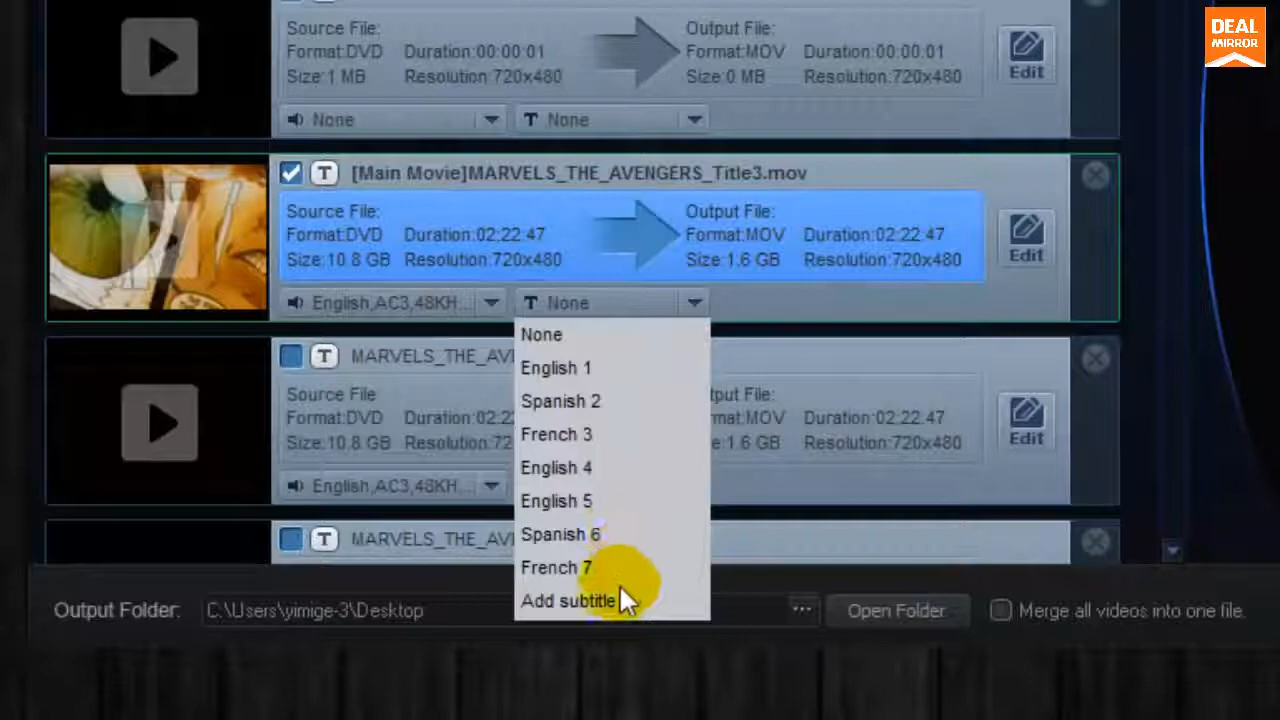 DEAL
MIRROR
Source File: Output File:
Format:DVD Duration:00:00:01 Format:MOV Duration:00:00:01
Size:1 MB Resolution:720x480 Size:0 MB Resolution:720x480
Edit
None T None
T [Main Movie]MARVELS_THE_AVENGERS_Title3.mov
Source File: Output File:
Format:DVD Duration:02:22:47 Format:MOV Duration:02:22:47
Size:10.8 GB Resolution:720x480 Size:1.6 GB Resolution:720x480
Edit
English,AC3,48KH... T None
None
English 1
T MARVELS_THE_AV
Spanish 2
Source File tput File:
Format:DVD Duration:02:2 mat:MOV Duration:02:22:47
French 3
Size:10.8 GB Resolution:72 e:1.6 GB Resolution:720x480
Edit
English 4
English,AC3,48KH...
English 5
Spanish 6
T MARVELS_THE_AV
French 7
Add subtitle
Output Folder: C:\Users\yimige-3\Desktop ... Open Folder Merge all videos into one file.